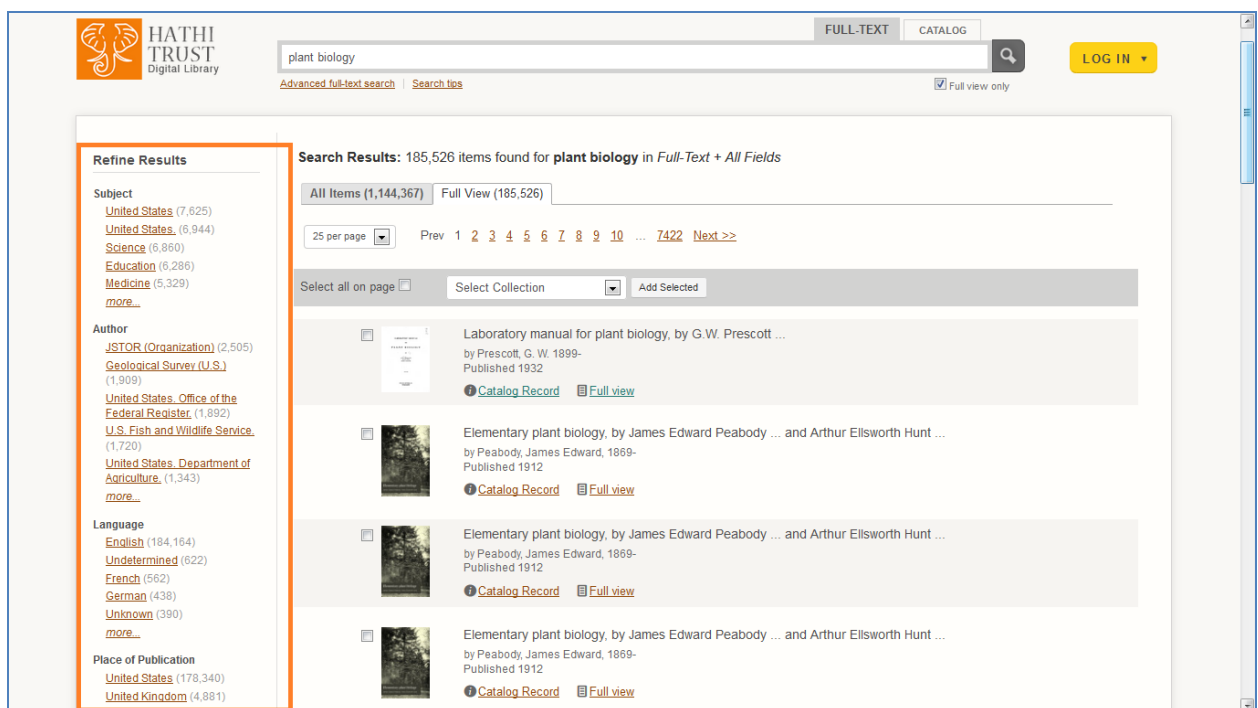 HATHI
TRUST
Digital Library
FULL-TEXT
CATALOG
plant biology
LOG IN
Advanced full-text search | Search tips
Full view only
Refine Results
Subject
United States (7,625)
United States. (6,944)
Science (6,860)
Education (6,286)
Medicine (5,329)
more...
Author
JSTOR (Organization) (2,505)
Geological Survey (U.S.)
(1,909)
United States. Office of the
Federal Register. (1,892)
U.S. Fish and Wildlife Service.
(1,720)
United States. Department of
Agriculture. (1,343)
more...
Language
English (184,164)
Undetermined (622)
French (562)
German (438)
Unknown (390)
more...
Place of Publication
United States (178,340)
United Kingdom (4,881)
Search Results: 185,526 items found for plant biology in Full-Text + All Fields
All Items (1,144,367) Full View (185,526)
25 per page Prev 1 2 3 4 5 6 7 8 9 10 ... 7422 Next >>
Select all on page Select Collection Add Selected
Laboratory manual for plant biology, by G.W. Prescott ...
by Prescott, G. W. 1899-
Published 1932
Catalog Record Full view
Elementary plant biology, by James Edward Peabody ... and Arthur Ellsworth Hunt ...
by Peabody, James Edward, 1869-
Published 1912
Catalog Record Full view
Elementary plant biology, by James Edward Peabody ... and Arthur Ellsworth Hunt ...
by Peabody, James Edward, 1869-
Published 1912
Catalog Record Full view
Elementary plant biology, by James Edward Peabody ... and Arthur Ellsworth Hunt ...
by Peabody, James Edward, 1869-
Published 1912
Catalog Record Full view